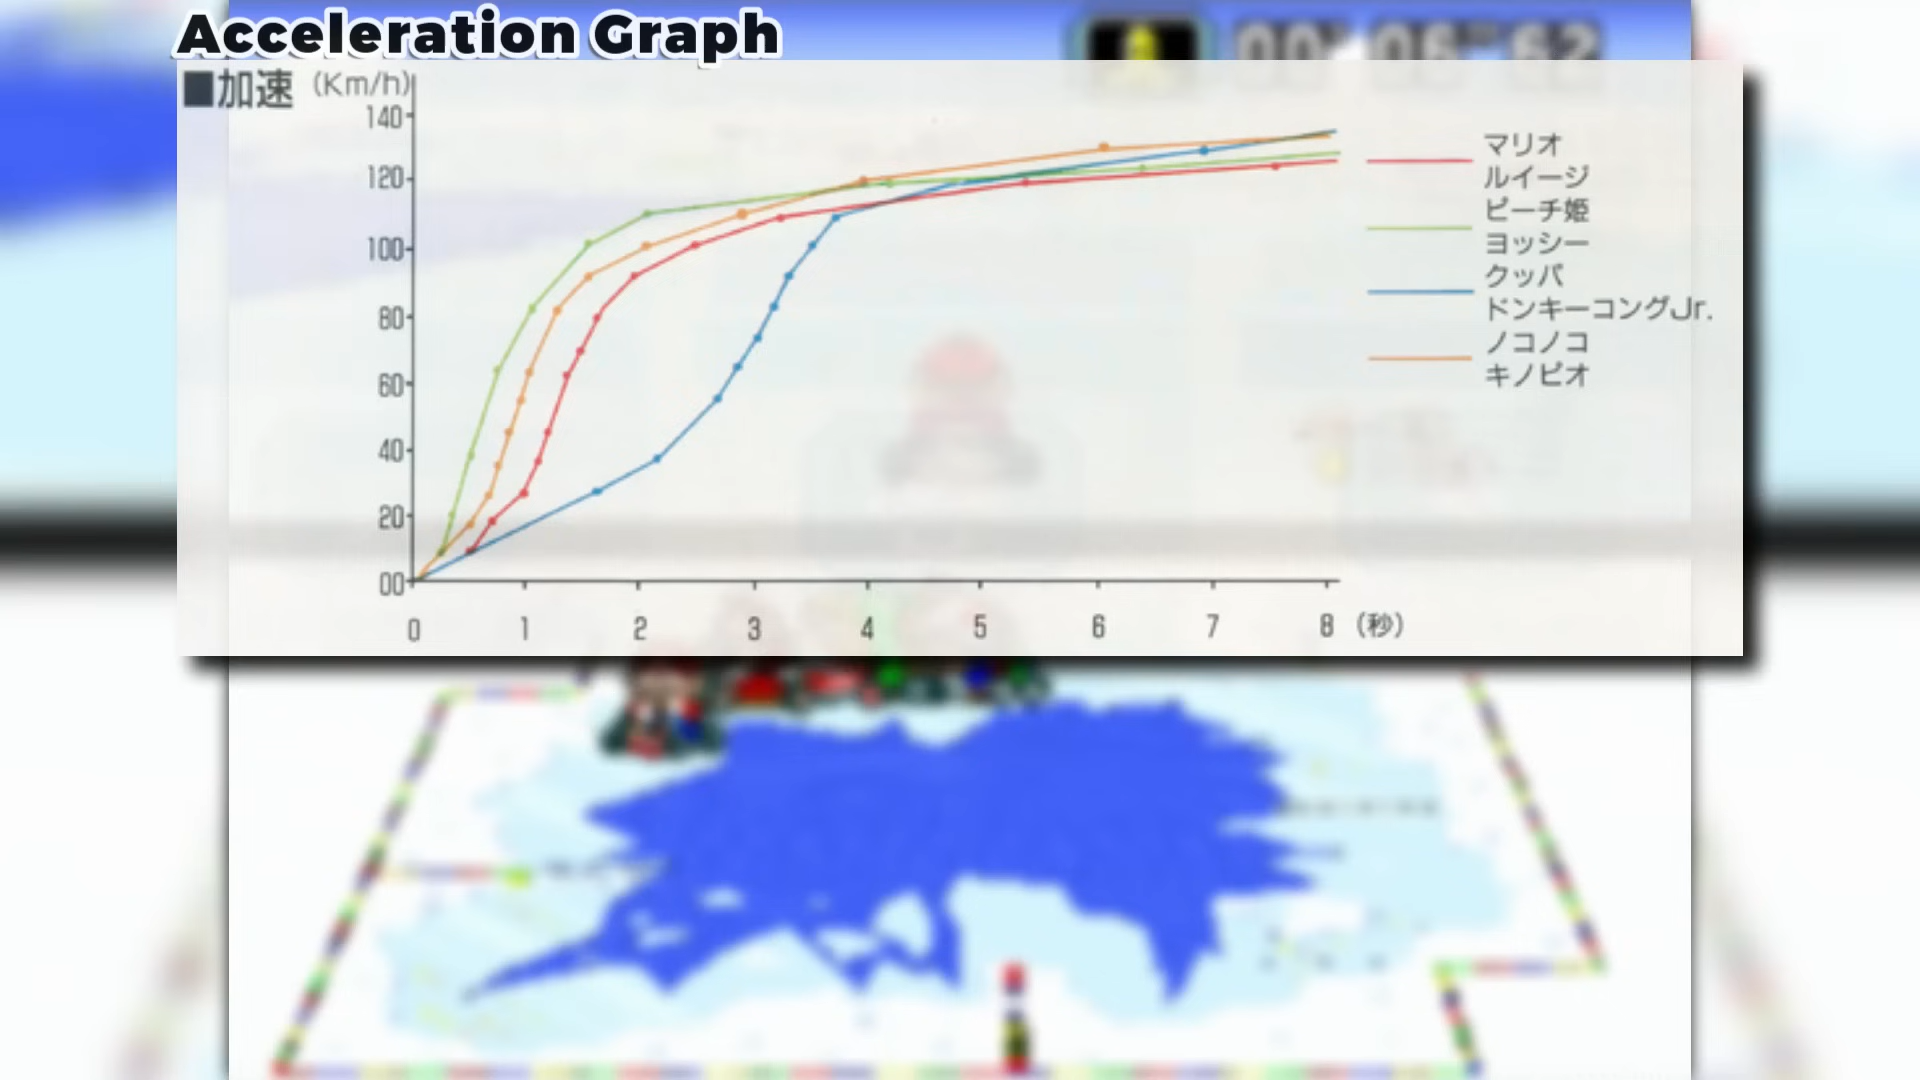 Acceleration Graph
00 06 62
■加速 (Km/h)
140
120
100
80
60
40
20
00
0 1 2 3 4 5 6 7 8 (秒)
マリオ
ルイージ
ピーチ姫
ヨッシー
クッパ
ドンキーコングJr.
ノコノコ
キノピオ